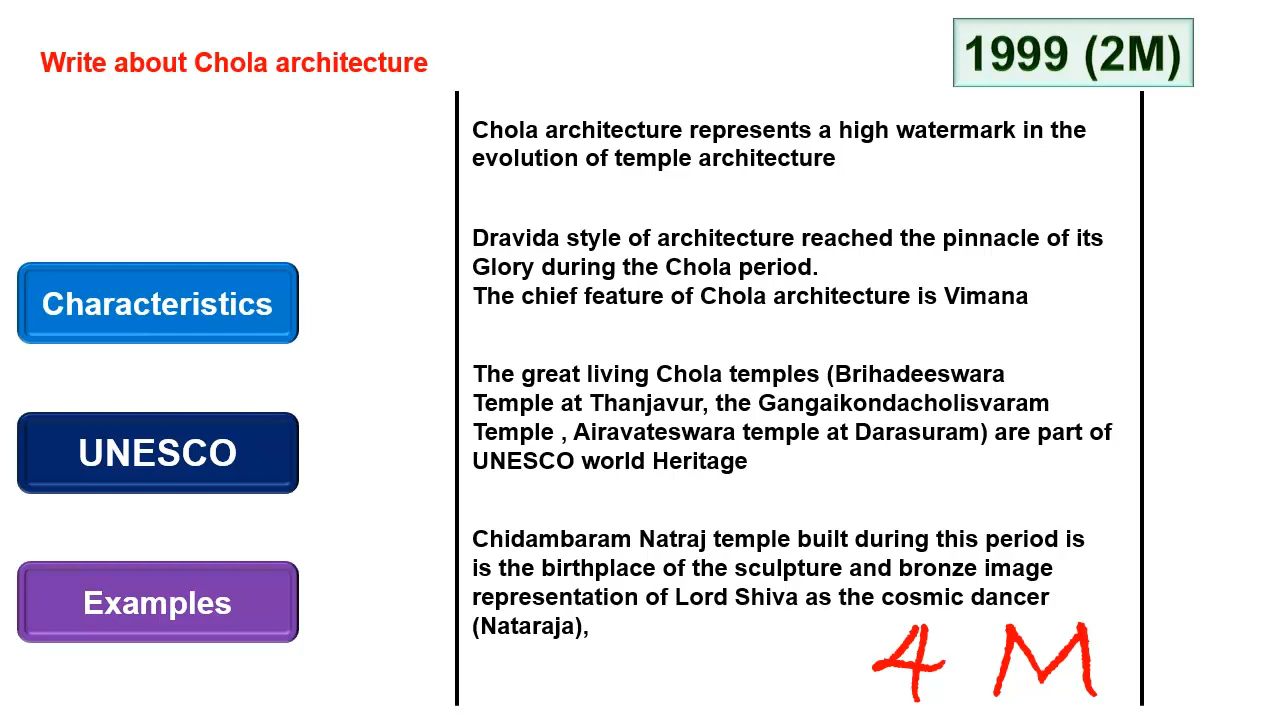 Write about Chola architecture
1999 (2M)
Chola architecture represents a high watermark in the
evolution of temple architecture
Characteristics
Dravida style of architecture reached the pinnacle of its
Glory during the Chola period.
The chief feature of Chola architecture is Vimana
UNESCO
The great living Chola temples (Brihadeeswara
Temple at Thanjavur, the Gangaikondacholisvaram
Temple , Airavateswara temple at Darasuram) are part of
UNESCO world Heritage
Examples
Chidambaram Natraj temple built during this period is
is the birthplace of the sculpture and bronze image
representation of Lord Shiva as the cosmic dancer
(Nataraja),
4 M